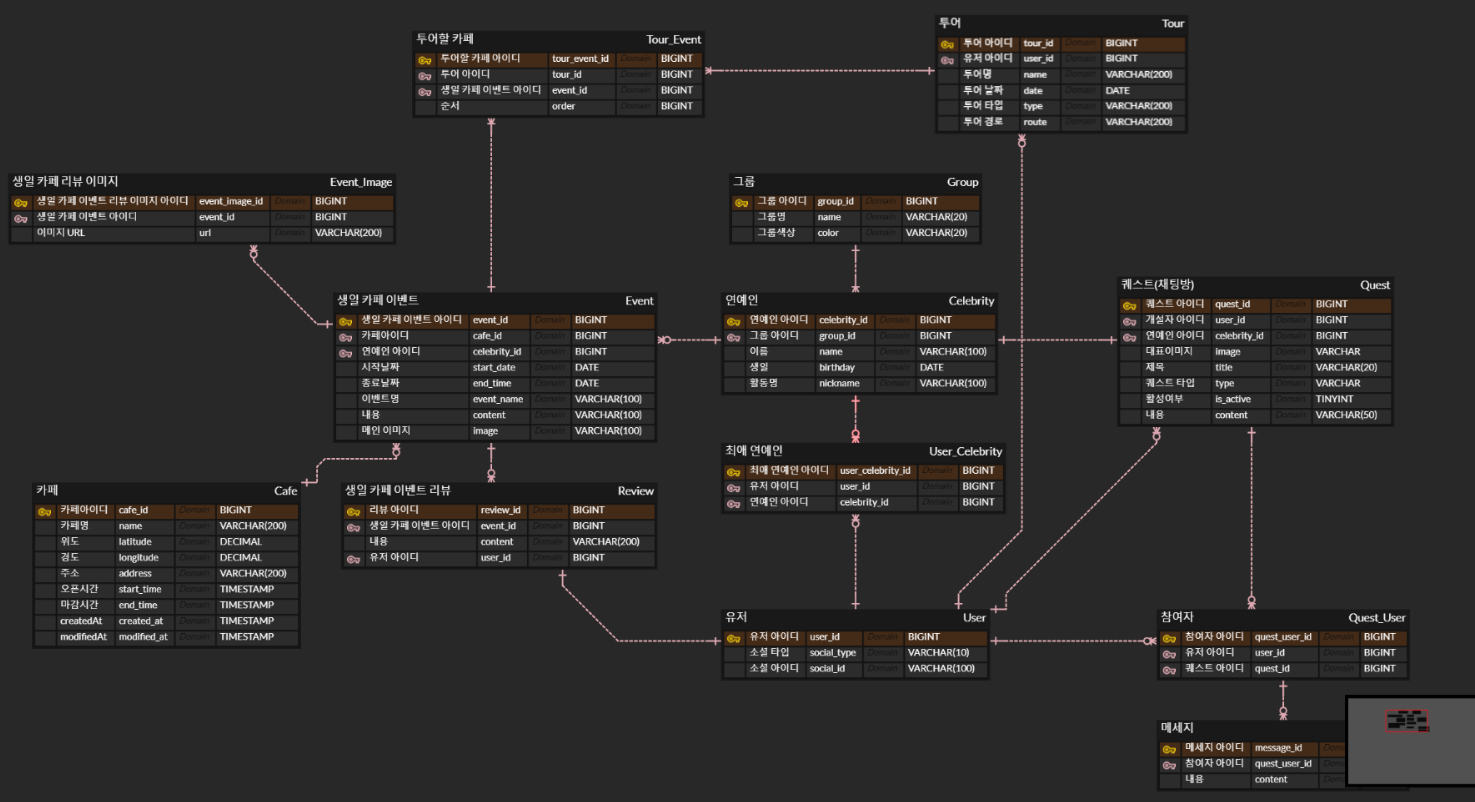 투어할 카페 Tour_Event
투어할 카페 아이디 tour_event_id Domain BIGINT
투어 아이디 tour_id Domain BIGINT
생일 카페 이벤트 아이디 event_id Domain BIGINT
순서 order Domain BIGINT
투어 Tour
투어 아이디 tour_id Domain BIGINT
유저 아이디 user_id Domain BIGINT
투어명 name Domain VARCHAR(200)
투어 날짜 date Domain DATE
투어 타입 type Domain VARCHAR(200)
투어 경로 route Domain VARCHAR(200)
생일 카페 리뷰 이미지 Event_Image
생일 카페 이벤트 리뷰 이미지 아이디 event_image_id Domain BIGINT
생일 카페 이벤트 아이디 event_id Domain BIGINT
이미지 URL url Domain VARCHAR(200)
그룹 Group
그룹 아이디 group_id Domain BIGINT
그룹명 name Domain VARCHAR(20)
그룹색상 color Domain VARCHAR(20)
생일 카페 이벤트 Event
생일 카페 이벤트 아이디 event_id Domain BIGINT
카페아이디 cafe_id Domain BIGINT
연예인 아이디 celebrity_id Domain BIGINT
시작날짜 start_date Domain DATE
종료날짜 end_time Domain DATE
이벤트명 event_name Domain VARCHAR(100)
내용 content Domain VARCHAR(100)
메인 이미지 image Domain VARCHAR(100)
연예인 Celebrity
연예인 아이디 celebrity_id Domain BIGINT
그룹 아이디 group_id Domain BIGINT
이름 name Domain VARCHAR(100)
생일 birthday Domain DATE
활동명 nickname Domain VARCHAR(100)
퀘스트(채팅방) Quest
퀘스트 아이디 quest_id Domain BIGINT
개설자 아이디 user_id Domain BIGINT
연예인 아이디 celebrity_id Domain BIGINT
대표이미지 image Domain VARCHAR
제목 title Domain VARCHAR(20)
퀘스트 타입 type Domain VARCHAR
활성여부 is_active Domain TINYINT
내용 content Domain VARCHAR(50)
최애 연예인 User_Celebrity
최애 연예인 아이디 user_celebrity_id Domain BIGINT
유저 아이디 user_id Domain BIGINT
연예인 아이디 celebrity_id Domain BIGINT
카페 Cafe
카페아이디 cafe_id Domain BIGINT
카페명 name Domain VARCHAR(200)
위도 latitude Domain DECIMAL
경도 longitude Domain DECIMAL
주소 address Domain VARCHAR(200)
오픈시간 start_time Domain TIMESTAMP
마감시간 end_time Domain TIMESTAMP
createdAt created_at Domain TIMESTAMP
modifiedAt modified_at Domain TIMESTAMP
생일 카페 이벤트 리뷰 Review
리뷰 아이디 review_id Domain BIGINT
생일 카페 이벤트 아이디 event_id Domain BIGINT
내용 content Domain VARCHAR(200)
유저 아이디 user_id Domain BIGINT
유저 User
유저 아이디 user_id Domain BIGINT
소셜 타입 social_type Domain VARCHAR(10)
소셜 아이디 social_id Domain VARCHAR(100)
참여자 Quest_User
참여자 아이디 quest_user_id Domain BIGINT
유저 아이디 user_id Domain BIGINT
퀘스트 아이디 quest_id Domain BIGINT
메세지
메세지 아이디 message_id
참여자 아이디 quest_user_id
내용 content